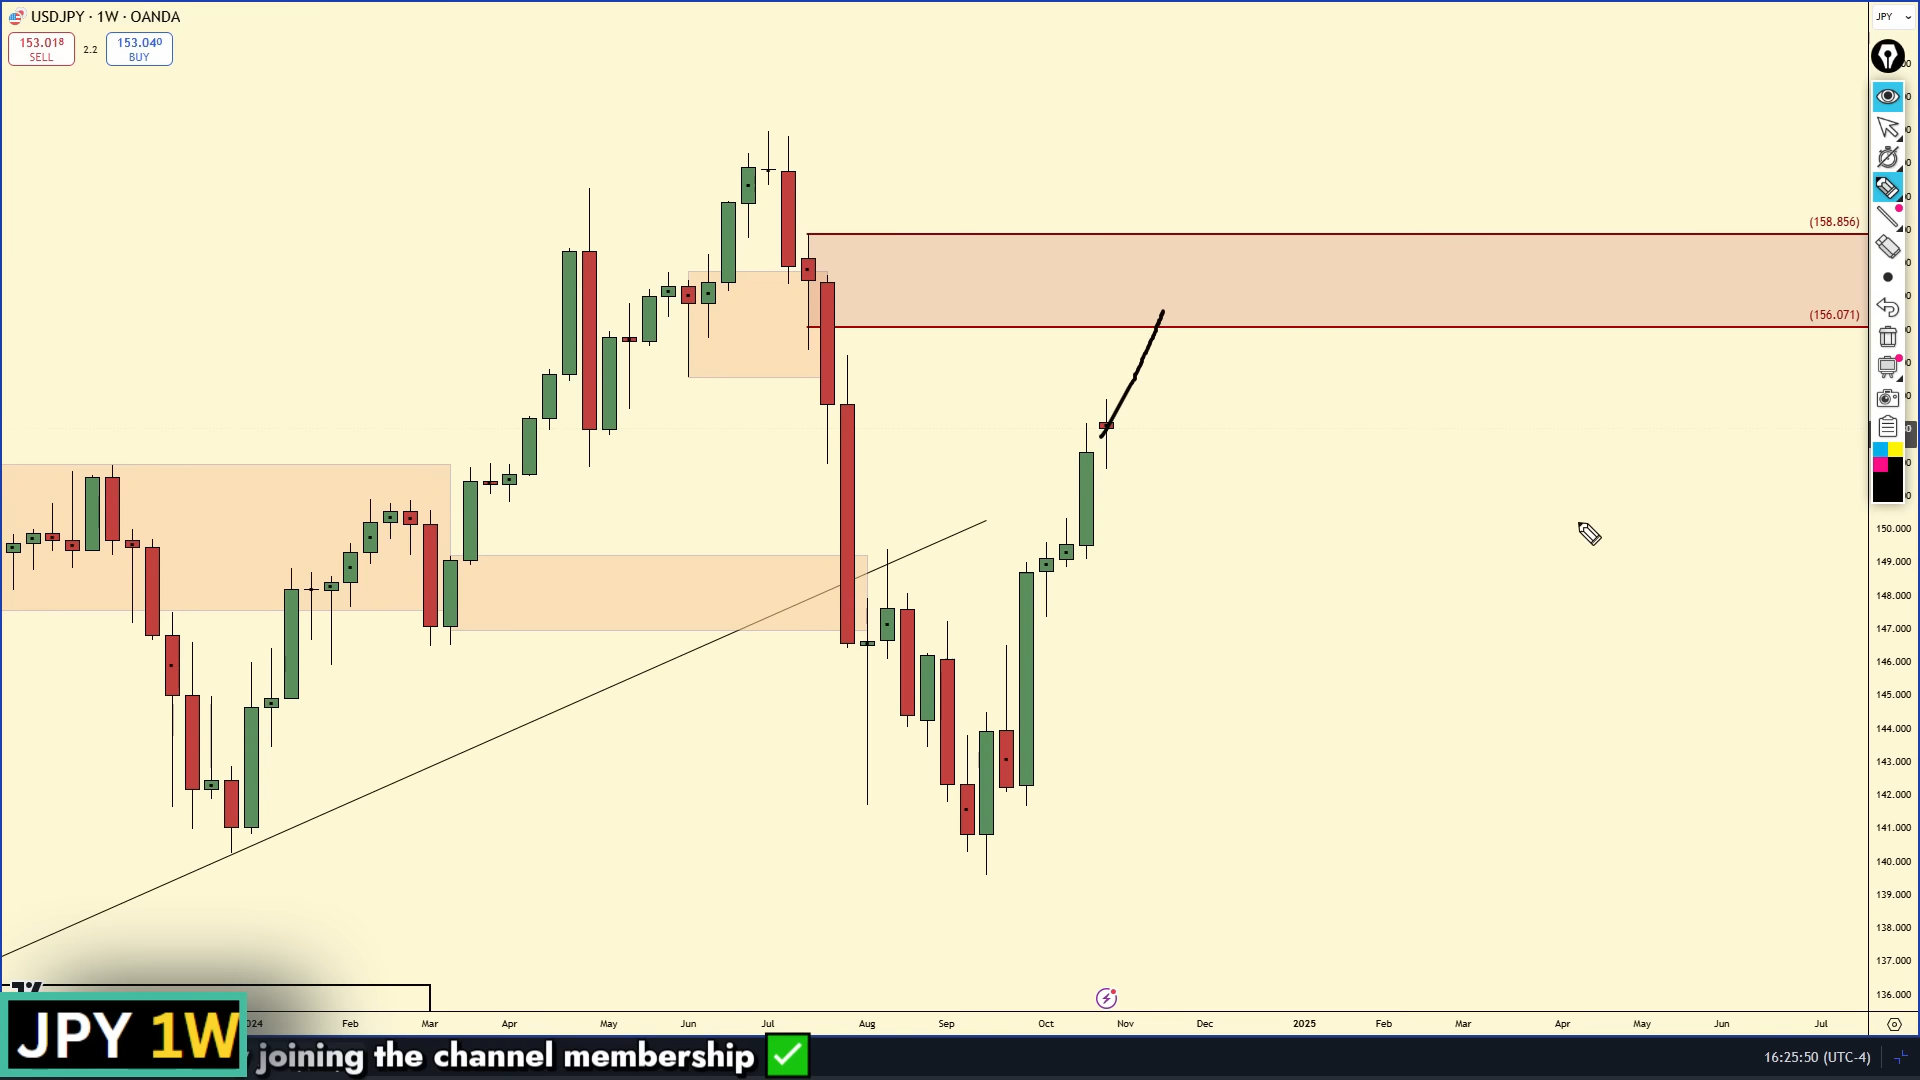 USDJPY · 1W · OANDA
JPY
153.018
SELL
2.2
153.040
BUY
(158.856)
(156.071)
150.000
149.000
148.000
147.000
146.000
145.000
144.000
143.000
142.000
141.000
140.000
139.000
138.000
137.000
136.000
Feb
Mar
Apr
May
Jun
Jul
Aug
Sep
Oct
Nov
Dec
2025
Feb
Mar
Apr
May
Jun
Jul
JPY 1W
joining the channel membership
16:25:50 (UTC-4)